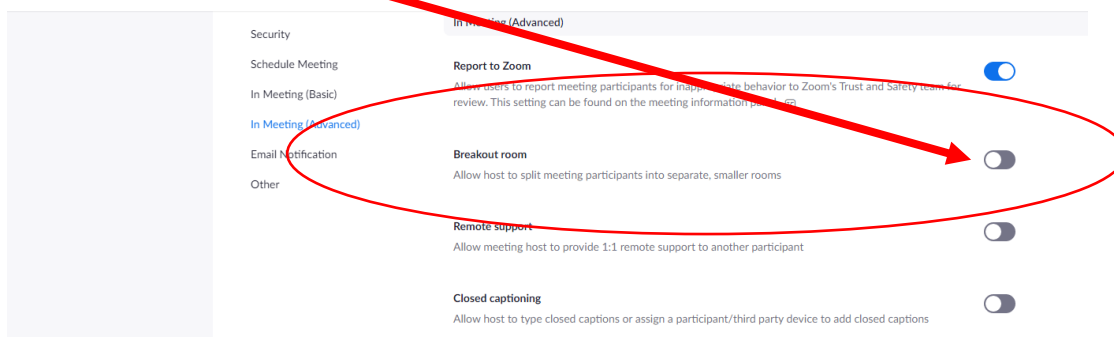 In Meeting (Advanced)
Security
Schedule Meeting
In Meeting (Basic)
In Meeting (Advanced)
Email Notification
Other
Report to Zoom
Allow users to report meeting participants for inappropriate behavior to Zoom's Trust and Safety team for
review. This setting can be found on the meeting information
Breakout room
Allow host to split meeting participants into separate, smaller rooms
Remote support
Allow meeting host to provide 1:1 remote support to another participant
Closed captioning
Allow host to type closed captions or assign a participant/third party device to add closed captions